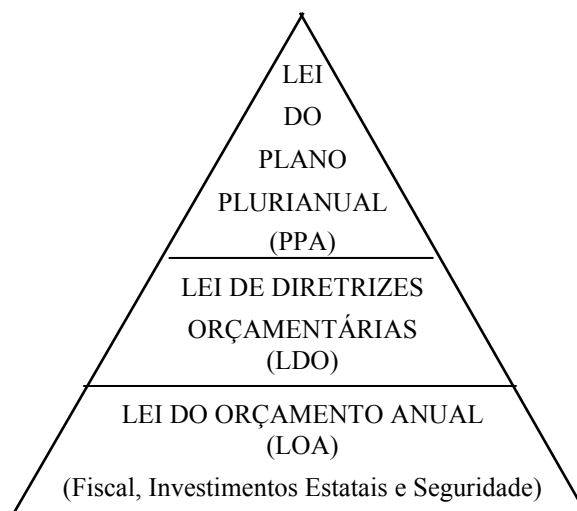 LEI
DO
PLANO
PLURIANUAL
(PPA)
LEI DE DIRETRIZES
ORÇAMENTÁRIAS
(LDO)
LEI DO ORÇAMENTO ANUAL
(LOA)
(Fiscal, Investimentos Estatais e Seguridade)